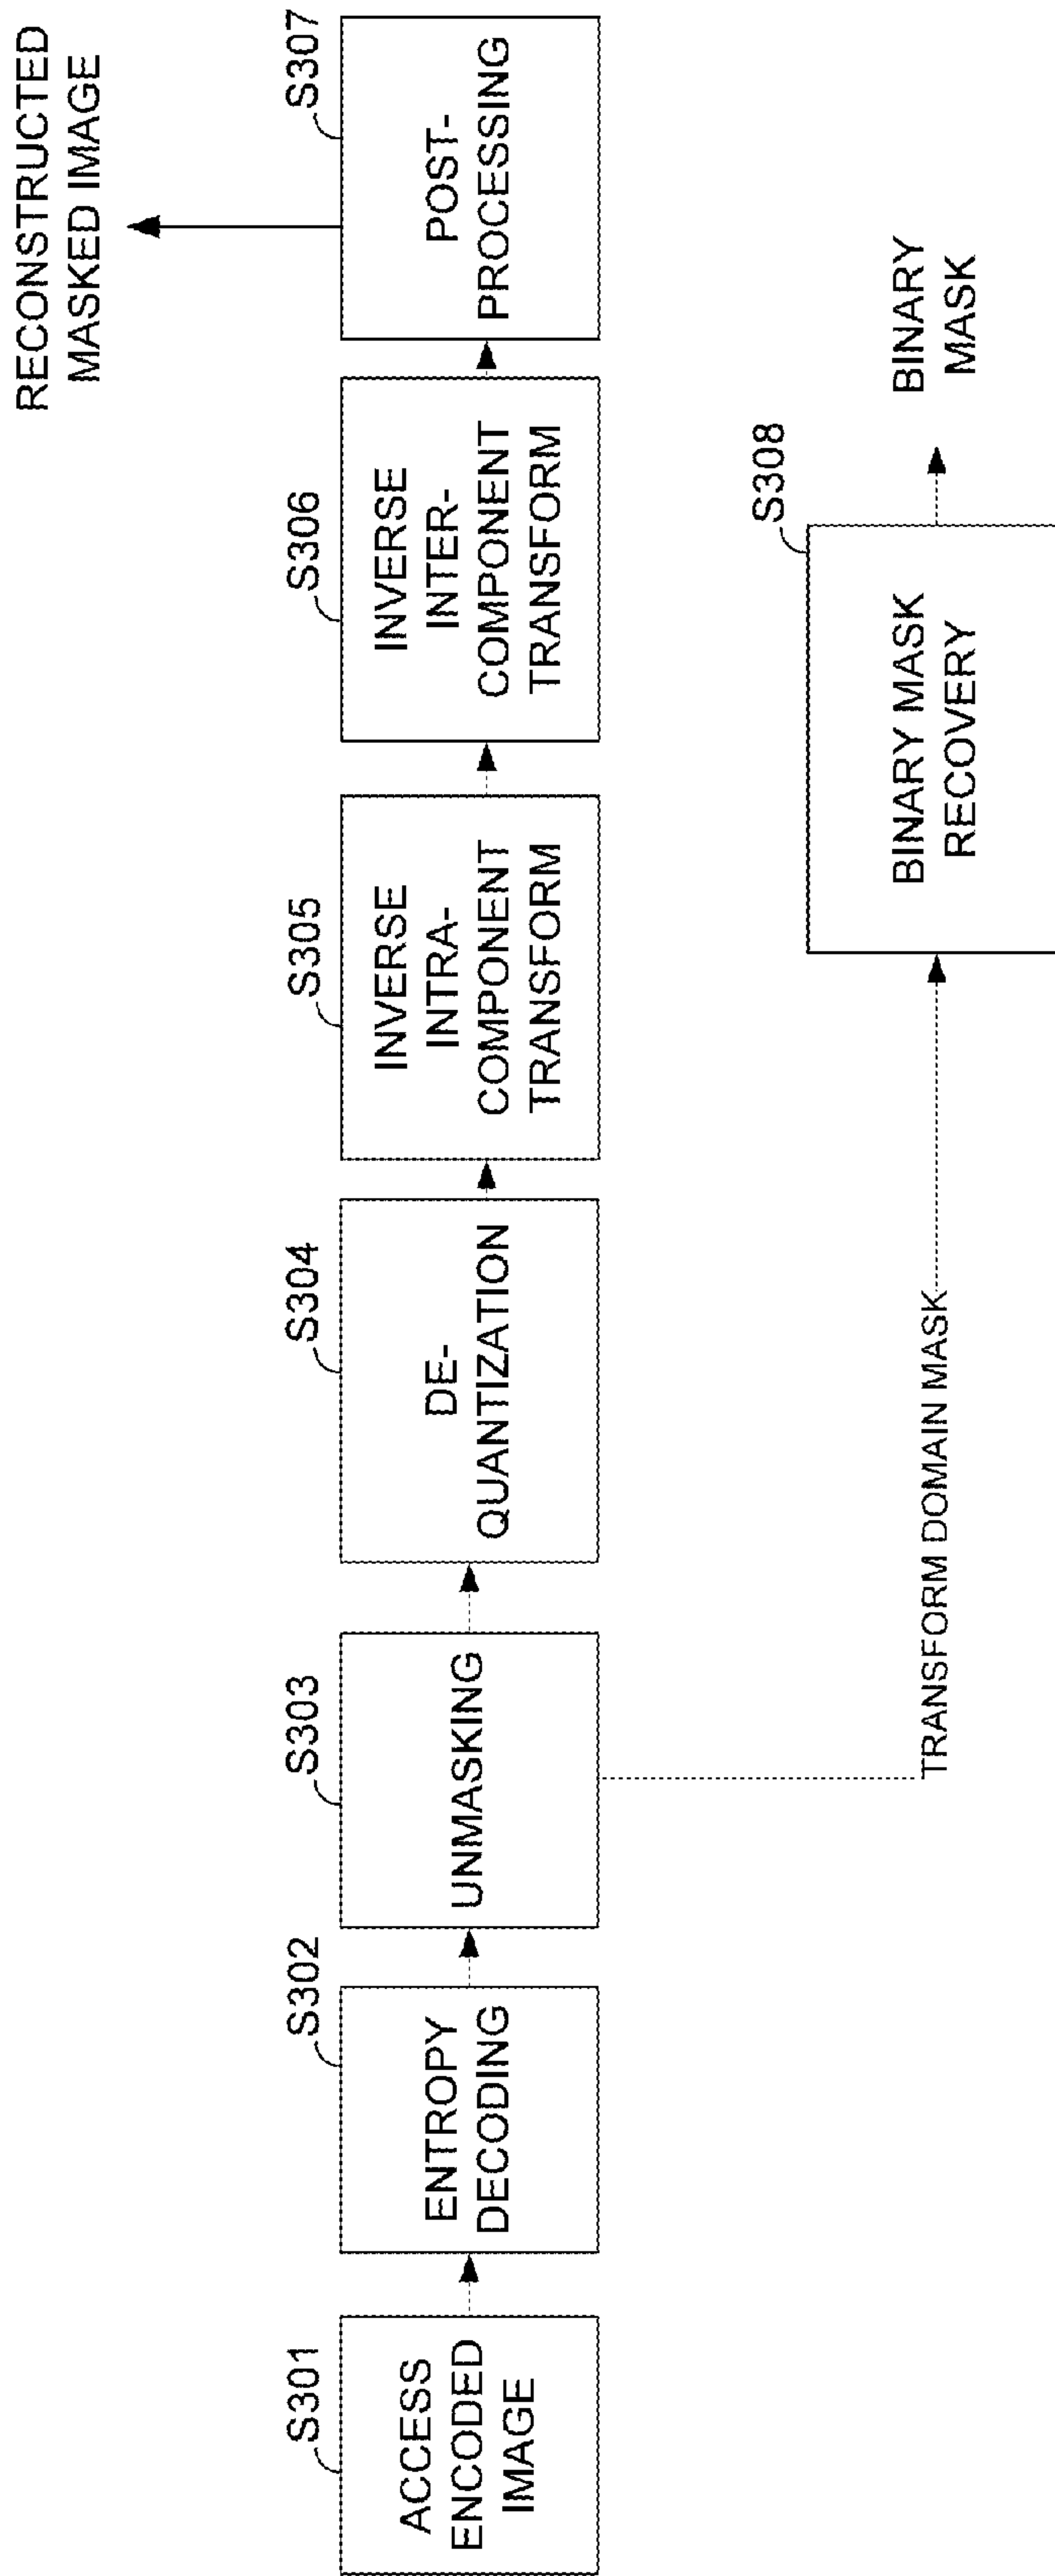 S301
ACCESS
ENCODED
IMAGE
S302
ENTROPY
DECODING
S303
UNMASKING
S304
DE-
QUANTIZATION
S305
INVERSE
INTRA-
COMPONENT
TRANSFORM
S306
INVERSE
INTER-
COMPONENT
TRANSFORM
S307
POST-
PROCESSING
RECONSTRUCTED
MASKED IMAGE
TRANSFORM DOMAIN MASK
S308
BINARY MASK
RECOVERY
BINARY
MASK